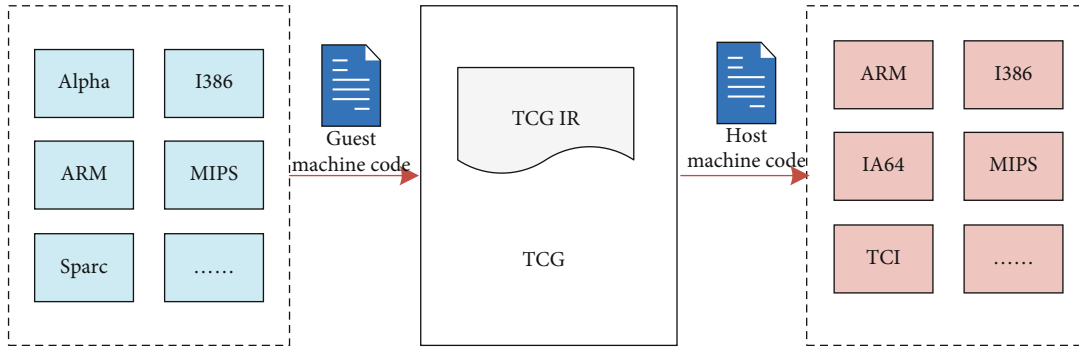 Alpha
I386
ARM
MIPS
Sparc
......
Guest
machine code
TCG IR
TCG
Host
machine code
ARM
I386
IA64
MIPS
TCI
......